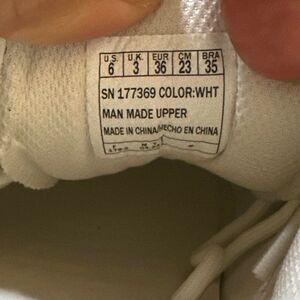 U.S. U.K. EUR CM BRA
6 3 36 23 35
SN 177369 COLOR:WHT
MAN MADE UPPER
MADE IN CHINA/HECHO EN CHINA